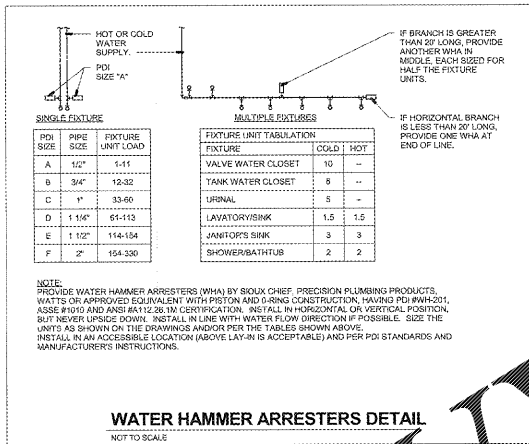 HOT OR COLD
WATER
SUPPLY.
PDI
SIZE "A"
IF BRANCH IS GREATER
THAN 20' LONG, PROVIDE
ANOTHER WHA IN
MIDDLE, EACH SIZED FOR
HALF THE FIXTURE
UNITS.
SINGLE FIXTURE
MULTIPLE FIXTURES
IF HORIZONTAL BRANCH
IS LESS THAN 20' LONG,
PROVIDE ONE WHA AT
END OF LINE.
PDI SIZE PIPE SIZE FIXTURE UNIT LOAD
A 1/2" 1-11
B 3/4" 12-32
C 1" 33-60
D 1 1/4" 61-113
E 1 1/2" 114-154
F 2" 154-330
FIXTURE UNIT TABULATION
FIXTURE COLD HOT
VALVE WATER CLOSET 10 --
TANK WATER CLOSET 6 --
URINAL 5 -
LAVATORY/SINK 1.5 1.5
JANITOR'S SINK 3 3
SHOWER/BATHTUB 2 2
NOTE:
PROVIDE WATER HAMMER ARRESTERS (WHA) BY SIOUX CHIEF, PRECISION PLUMBING PRODUCTS,
WATTS OR APPROVED EQUIVALENT WITH PISTON AND O-RING CONSTRUCTION, HAVING PDI #WH-201,
ASSE #1010 AND ANSI #A112.26.1M CERTIFICATION. INSTALL IN HORIZONTAL OR VERTICAL POSITION,
BUT NEVER UPSIDE DOWN. INSTALL IN LINE WITH WATER FLOW DIRECTION IF POSSIBLE. SIZE THE
UNITS AS SHOWN ON THE DRAWINGS AND/OR PER THE TABLES SHOWN ABOVE.
INSTALL IN AN ACCESSIBLE LOCATION (ABOVE LAY-IN IS ACCEPTABLE) AND PER PDI STANDARDS AND
MANUFACTURER'S INSTRUCTIONS.
WATER HAMMER ARRESTERS DETAIL
NOT TO SCALE